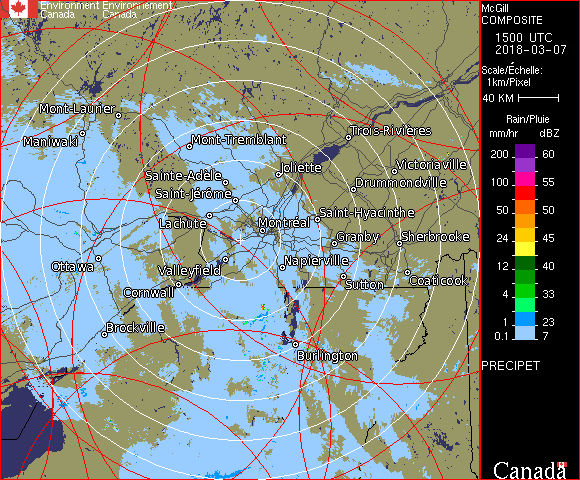 Environment Environnement
Canada Canada
McGill
COMPOSITE
1500 UTC
2018-03-07
Scale/Échelle:
1km/Pixel
40 KM
Rain/Pluie
mm/hr dBZ
200 60
100 55
50 50
24 45
12 40
4 33
1 23
0.1 7
PRECIPET
Canada
Mont-Laurier
Maniwaki
Mont-Tremblant
Trois-Rivières
Joliette
Victoriaville
Sainte-Adèle
Drummondville
Saint-Jérôme
Saint-Hyacinthe
Lachute
Montréal
Granby
Sherbrooke
Ottawa
Valleyfield
Napierville
Sutton
Coaticook
Cornwall
Brockville
Burlington